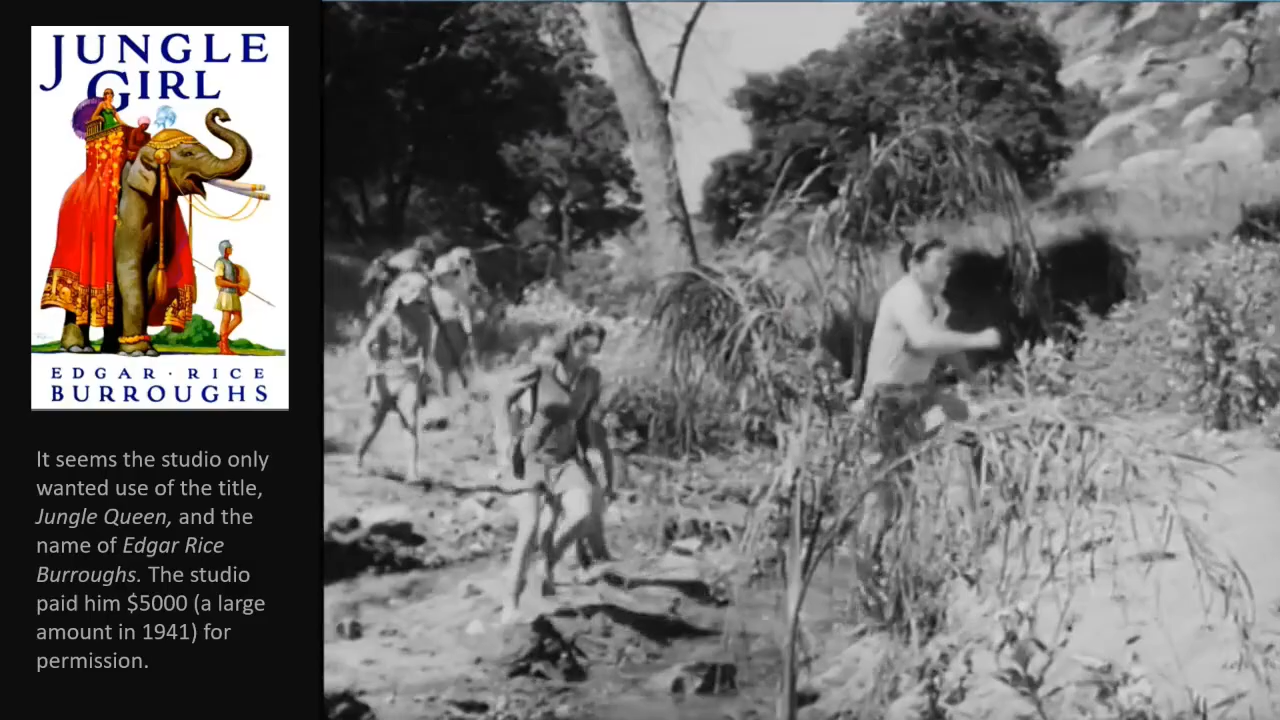 JUNGLE
GIRL
EDGAR · RICE
BURROUGHS
It seems the studio only
wanted use of the title,
Jungle Queen, and the
name of Edgar Rice
Burroughs. The studio
paid him $5000 (a large
amount in 1941) for
permission.